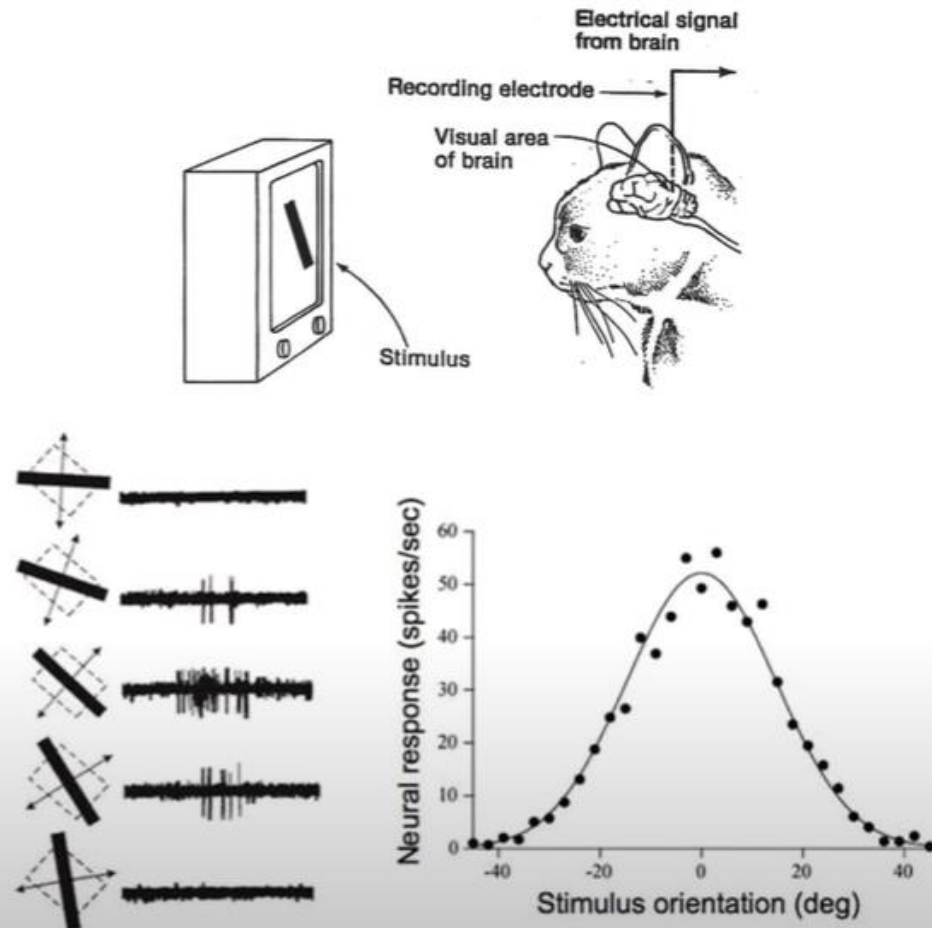 Electrical signal
from brain
Recording electrode
Visual area
of brain
Stimulus
Neural response (spikes/sec)
60
50
40
30
20
10
0
-40
-20
0
20
40
Stimulus orientation (deg)